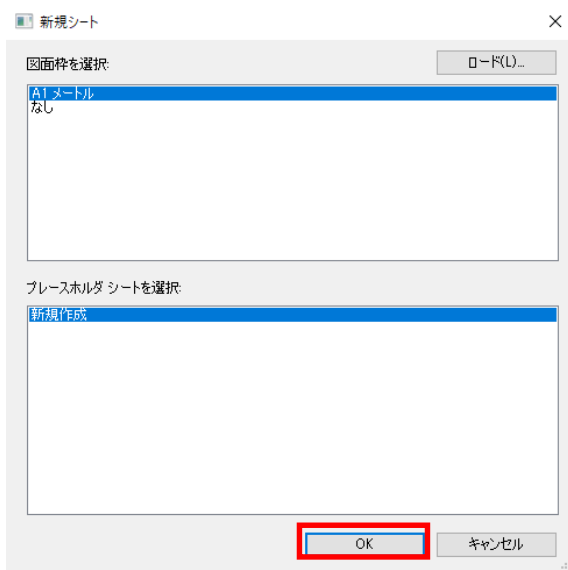 新規シート
図面枠を選択:
ロード(L)...
A1 メートル
なし
プレースホルダ シートを選択:
新規作成
OK
キャンセル